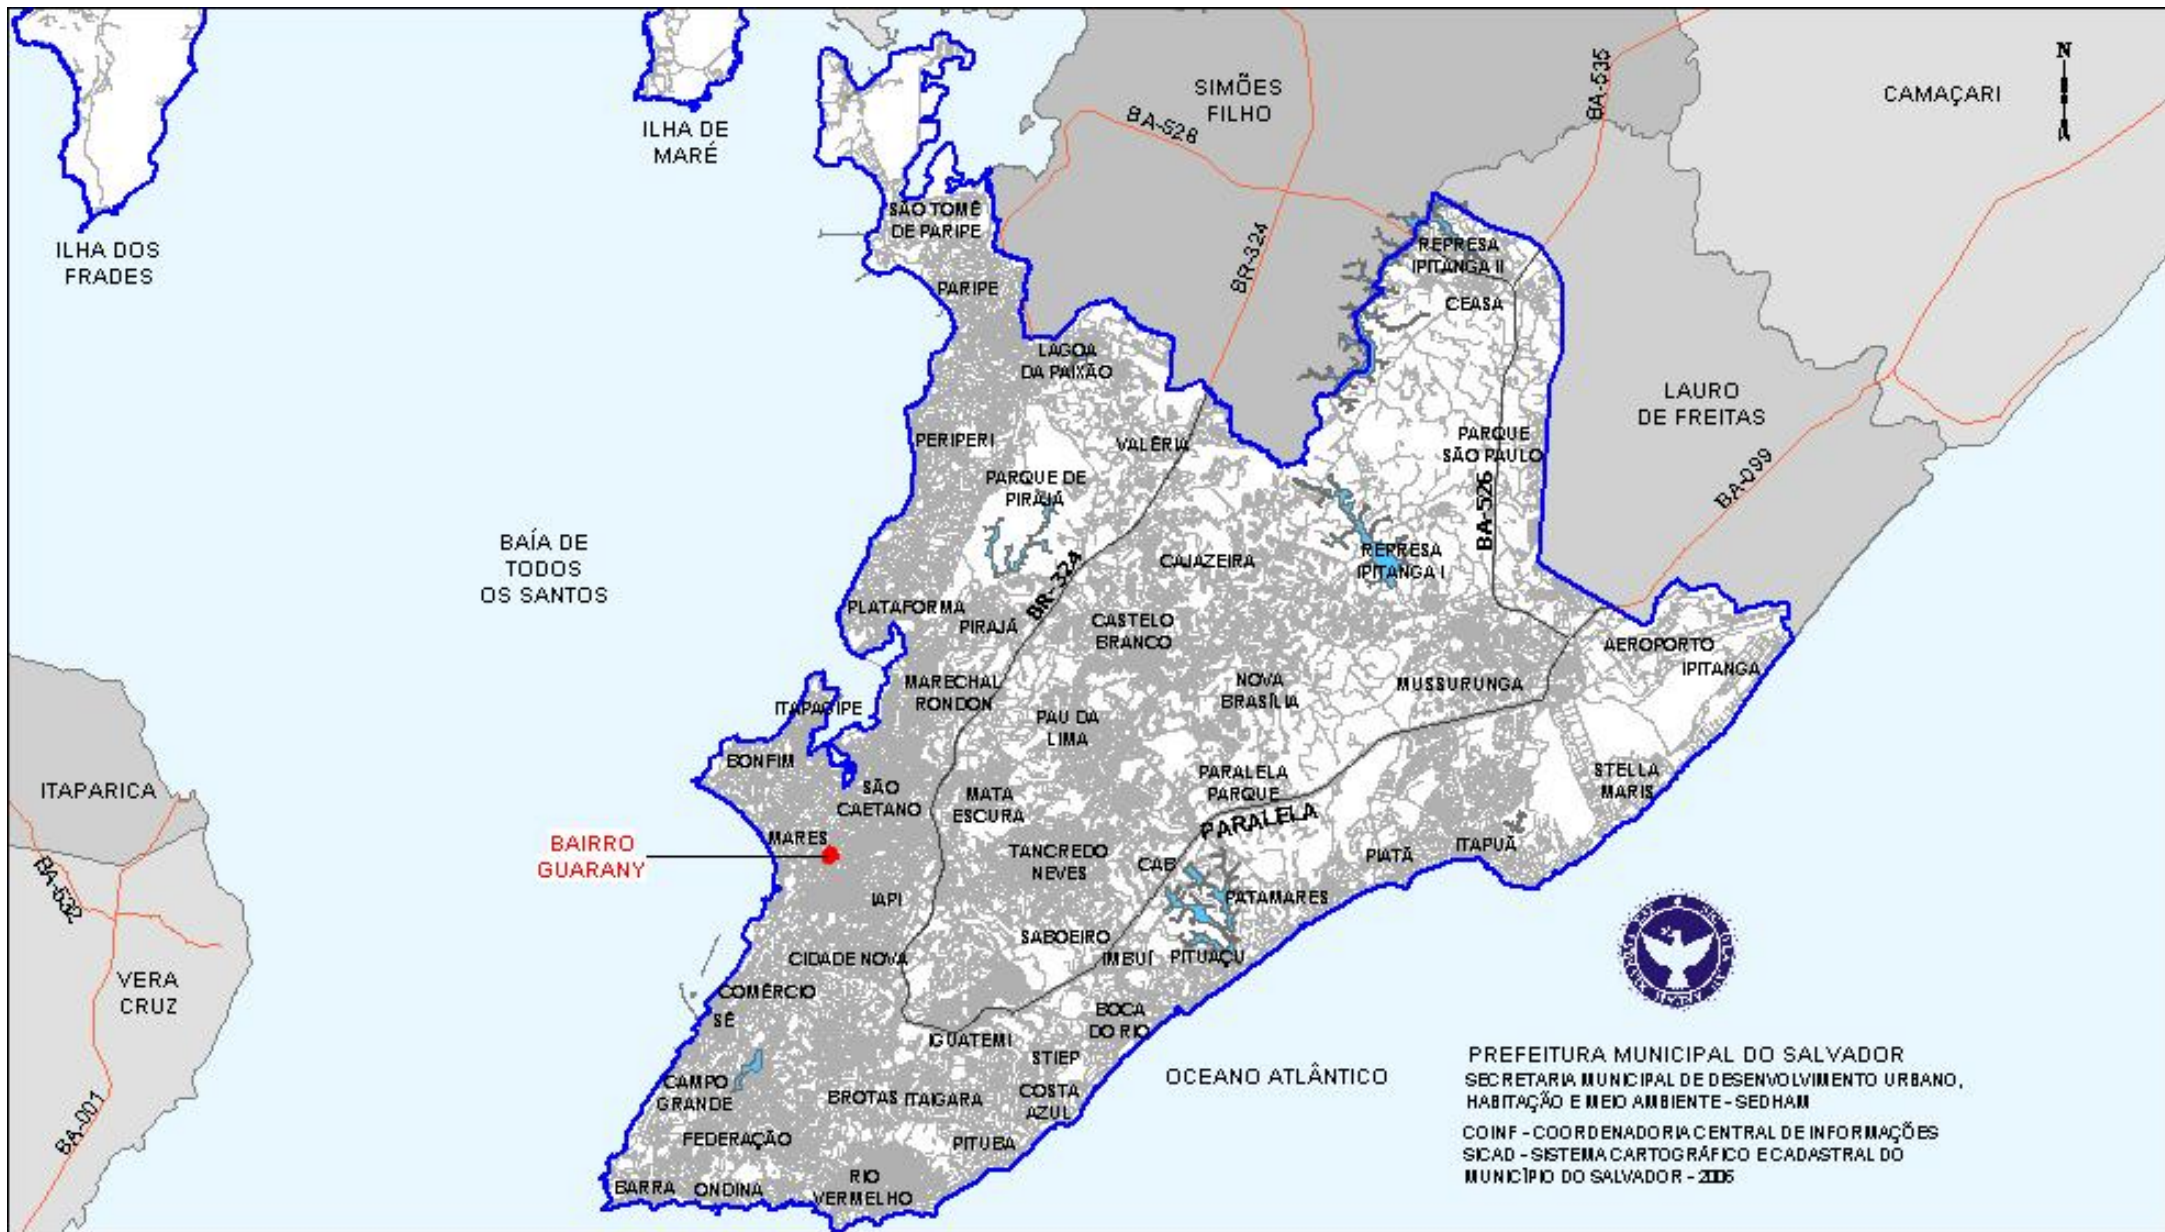 N
SIMÕES
FILHO
CAMAÇARI
BA-535
BA-526
ILHA DE
MARÉ
SÃO TOMÉ
DE PARIPE
ILHA DOS
FRADES
BR-324
REPRESA
IPITANGA II
PARIPE
CEASA
LAGOA
DA PAIXÃO
LAURO
DE FREITAS
PERIPERI
VALÉRIA
PARQUE
SÃO PAULO
PARQUE DE
PIRAJÁ
BA-099
BA-526
BAÍA DE
TODOS
OS SANTOS
CAJAZEIRA
REPRESA
IPITANGA I
BR-324
PLATAFORMA
PIRAJÁ
CASTELO
BRANCO
AEROPORTO
IPITANGA
MARECHAL
RONDON
NOVA
BRASÍLIA
MUSSURUNGA
ITAPAGIPE
PAU DA
LIMA
BONFIM
PARALELA
PARQUE
STELLA
MARIS
ITAPARICA
SÃO
CAETANO
MATA
ESCURA
PARALELA
MARES
BAIRRO
GUARANY
TANCREDO
NEVES
CAB
PIATÃ
ITAPUÃ
BA-532
IAPI
PATAMARES
SABOEIRO
IMBUÍ
PITUAÇU
CIDADE NOVA
VERA
CRUZ
COMÉRCIO
SÉ
BOCA
DO RIO
IGUATEMI
STIEP
OCEANO ATLÂNTICO
CAMPO
GRANDE
BROTAS
ITAIGARA
COSTA
AZUL
BA-001
FEDERAÇÃO
PITUBA
BARRA
ONDINA
RIO
VERMELHO
PREFEITURA MUNICIPAL DO SALVADOR
SECRETARIA MUNICIPAL DE DESENVOLVIMENTO URBANO,
HABITAÇÃO E MEIO AMBIENTE - SEDHAM
COINF - COORDENADORIA CENTRAL DE INFORMAÇÕES
SICAD - SISTEMA CARTOGRÁFICO E CADASTRAL DO
MUNICÍPIO DO SALVADOR - 2006